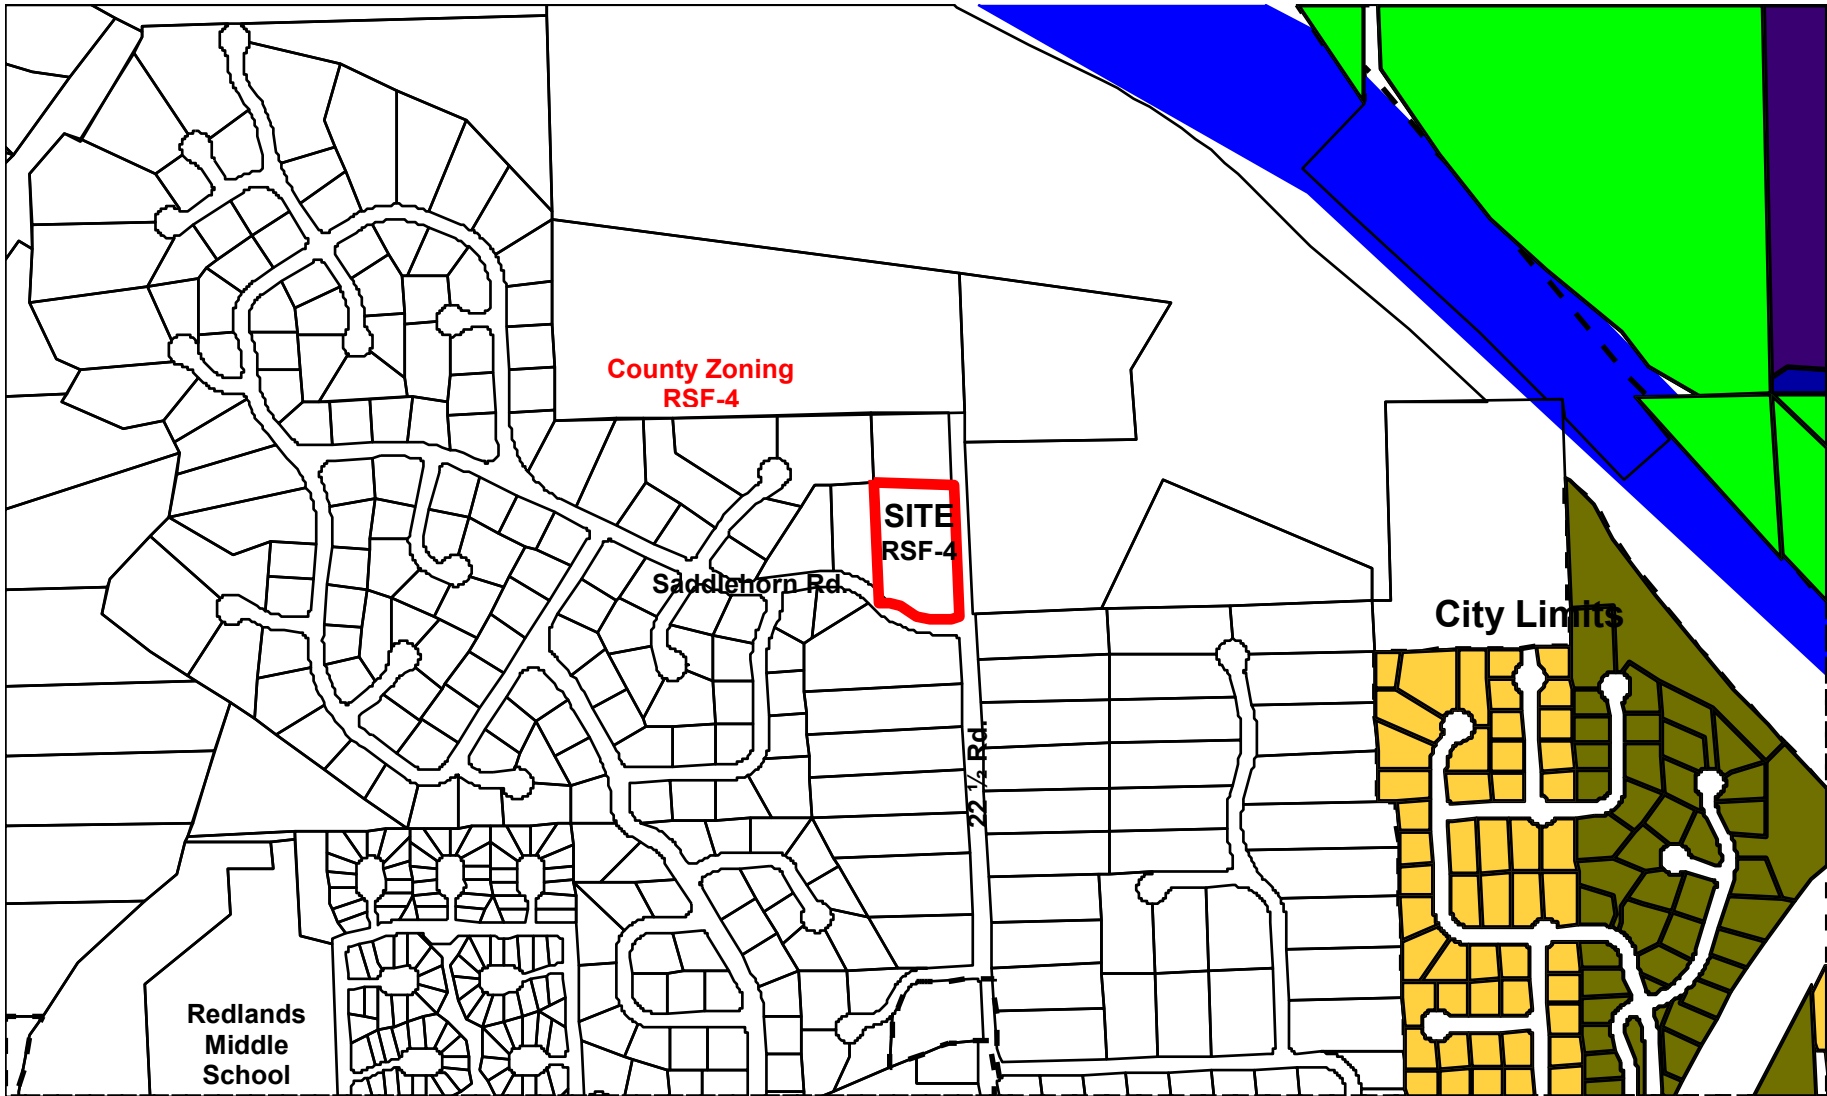 County Zoning
RSF-4
SITE
RSF-4
Saddlehorn Rd.
City Limits
22 ½ Rd.
Redlands
Middle
School